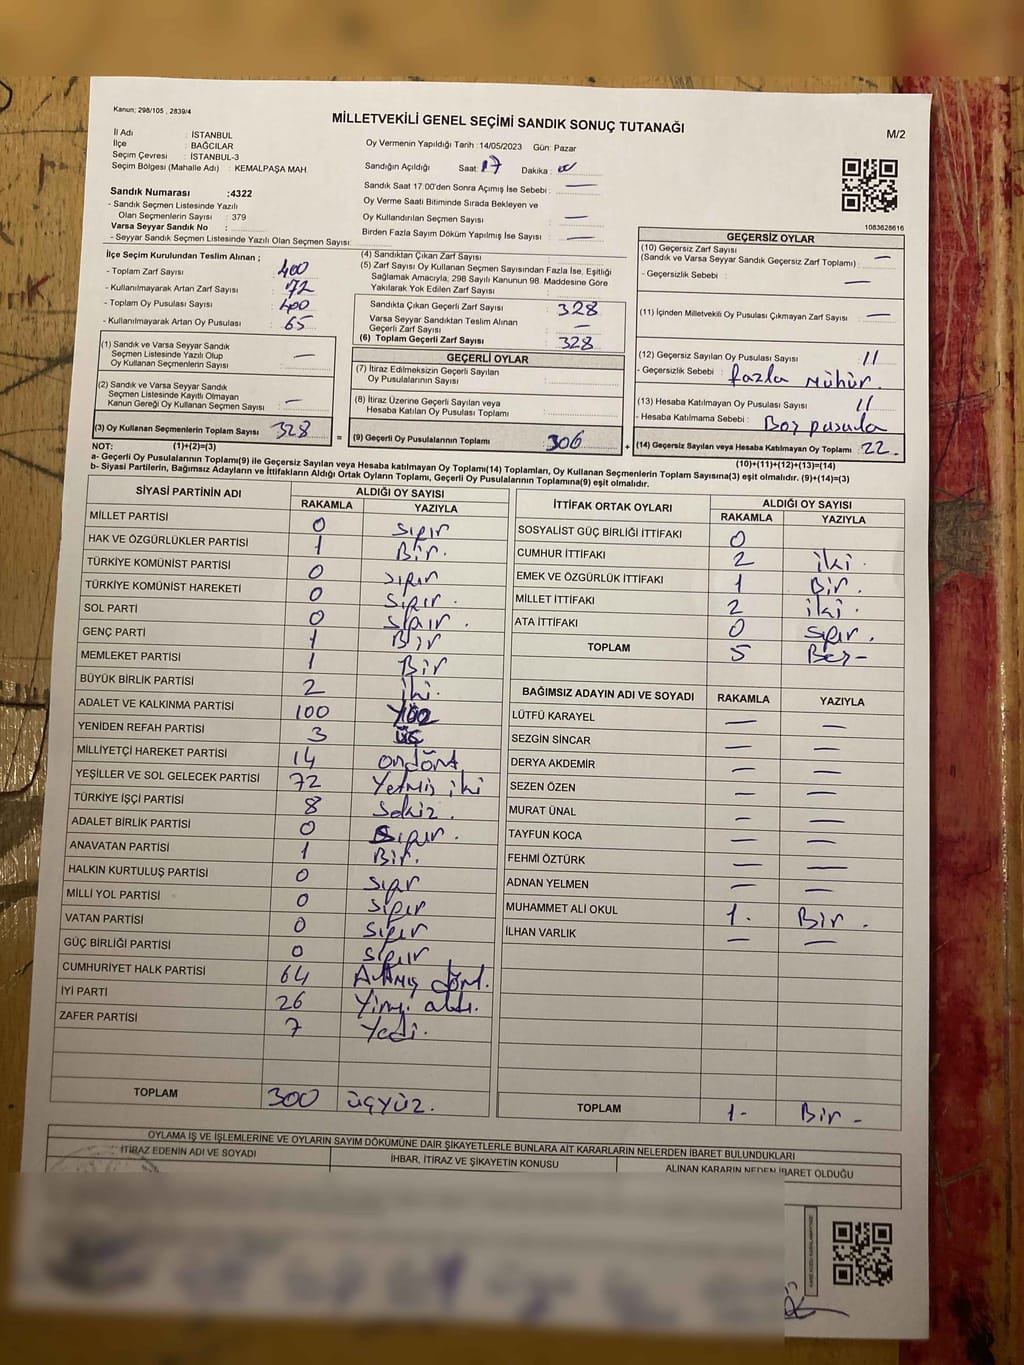 Kanun; 298/105 , 2839/4
MİLLETVEKİLİ GENEL SEÇİMİ SANDIK SONUÇ TUTANAĞI
M/2
İl Adı : İSTANBUL
İlçe : BAĞCILAR
Seçim Çevresi : İSTANBUL-3
Seçim Bölgesi (Mahalle Adı) : KEMALPAŞA MAH.
Sandık Numarası :4322
- Sandık Seçmen Listesinde Yazılı
Olan Seçmenlerin Sayısı : 379
Varsa Seyyar Sandık No :
- Seyyar Sandık Seçmen Listesinde Yazılı Olan Seçmen Sayısı:
Oy Vermenin Yapıldığı Tarih : 14/05/2023 Gün: Pazar
Sandığın Açıldığı Saat: 17 Dakika : 00
Sandık Saat 17:00'den Sonra Açılmış İse Sebebi : —
Oy Verme Saati Bitiminde Sırada Bekleyen ve
Oy Kullandırılan Seçmen Sayısı : —
Birden Fazla Sayım Döküm Yapılmış İse Sayısı : —
1083628616
İlçe Seçim Kurulundan Teslim Alınan ;
- Toplam Zarf Sayısı : 400
- Kullanılmayarak Artan Zarf Sayısı : 72
- Toplam Oy Pusulası Sayısı : 400
- Kullanılmayarak Artan Oy Pusulası : 65
(1) Sandık ve Varsa Seyyar Sandık
Seçmen Listesinde Yazılı Olup
Oy Kullanan Seçmenlerin Sayısı : —
(2) Sandık ve Varsa Seyyar Sandık
Seçmen Listesinde Kayıtlı Olmayan
Kanun Gereği Oy Kullanan Seçmen Sayısı : —
(3) Oy Kullanan Seçmenlerin Toplam Sayısı : 328
(4) Sandıktan Çıkan Zarf Sayısı :
(5) Zarf Sayısı Oy Kullanan Seçmen Sayısından Fazla İse, Eşitliği
Sağlamak Amacıyla, 298 Sayılı Kanunun 98. Maddesine Göre
Yakılarak Yok Edilen Zarf Sayısı :
Sandıkta Çıkan Geçerli Zarf Sayısı : 328
Varsa Seyyar Sandıktan Teslim Alınan
Geçerli Zarf Sayısı : —
(6) Toplam Geçerli Zarf Sayısı : 328
GEÇERLİ OYLAR
(7) İtiraz Edilmeksizin Geçerli Sayılan
Oy Pusulalarının Sayısı :
(8) İtiraz Üzerine Geçerli Sayılan veya
Hesaba Katılan Oy Pusulası Toplamı :
= (9) Geçerli Oy Pusulalarının Toplamı : 306 +
GEÇERSİZ OYLAR
(10) Geçersiz Zarf Sayısı
(Sandık ve Varsa Seyyar Sandık Geçersiz Zarf Toplamı) : —
- Geçersizlik Sebebi : —
(11) İçinden Milletvekili Oy Pusulası Çıkmayan Zarf Sayısı : —
(12) Geçersiz Sayılan Oy Pusulası Sayısı : 11
- Geçersizlik Sebebi : fazla Mühür.
(13) Hesaba Katılmayan Oy Pusulası Sayısı : 11
- Hesaba Katılmama Sebebi : Boş pusula
(14) Geçersiz Sayılan veya Hesaba Katılmayan Oy Toplamı : 22.
NOT: (1)+(2)=(3)
(10)+(11)+(12)+(13)=(14)
a- Geçerli Oy Pusulalarının Toplamı(9) ile Geçersiz Sayılan veya Hesaba katılmayan Oy Toplamı(14) Toplamları, Oy Kullanan Seçmenlerin Toplam Sayısına(3) eşit olmalıdır. (9)+(14)=(3)
b- Siyasi Partilerin, Bağımsız Adayların ve İttifakların Aldığı Ortak Oyların Toplamı, Geçerli Oy Pusulalarının Toplamına(9) eşit olmalıdır.
SİYASİ PARTİNİN ADI ALDIĞI OY SAYISI
RAKAMLA YAZIYLA
MİLLET PARTİSİ 0 sıfır
HAK VE ÖZGÜRLÜKLER PARTİSİ 1 Bir.
TÜRKİYE KOMÜNİST PARTİSİ 0 sıfır
TÜRKİYE KOMÜNİST HAREKETİ 0 sıfır.
SOL PARTİ 0 sıfır.
GENÇ PARTİ 1 Bir
MEMLEKET PARTİSİ 1 Bir
BÜYÜK BİRLİK PARTİSİ 2 iki.
ADALET VE KALKINMA PARTİSİ 100 yüz
YENİDEN REFAH PARTİSİ 3 üç
MİLLİYETÇİ HAREKET PARTİSİ 14 ondört
YEŞİLLER VE SOL GELECEK PARTİSİ 72 Yetmiş iki
TÜRKİYE İŞÇİ PARTİSİ 8 Sekiz.
ADALET BİRLİK PARTİSİ 0 Sıfır.
ANAVATAN PARTİSİ 1 Bir.
HALKIN KURTULUŞ PARTİSİ 0 sıfır
MİLLİ YOL PARTİSİ 0 sıfır
VATAN PARTİSİ 0 sıfır
GÜÇ BİRLİĞİ PARTİSİ 0 sıfır
CUMHURİYET HALK PARTİSİ 64 Altmış dört.
İYİ PARTİ 26 Yirmi altı.
ZAFER PARTİSİ 7 Yedi.
TOPLAM 300 üçyüz.
İTTİFAK ORTAK OYLARI ALDIĞI OY SAYISI
RAKAMLA YAZIYLA
SOSYALİST GÜÇ BİRLİĞİ İTTİFAKI 0
CUMHUR İTTİFAKI 2 iki.
EMEK VE ÖZGÜRLÜK İTTİFAKI 1 Bir.
MİLLET İTTİFAKI 2 iki.
ATA İTTİFAKI 0 sıfır.
TOPLAM 5 Beş-
BAĞIMSIZ ADAYIN ADI VE SOYADI RAKAMLA YAZIYLA
LÜTFÜ KARAYEL — —
SEZGİN SİNCAR — —
DERYA AKDEMİR — —
SEZEN ÖZEN — —
MURAT ÜNAL — —
TAYFUN KOCA — —
FEHMİ ÖZTÜRK — —
ADNAN YELMEN — —
MUHAMMET ALİ OKUL 1. Bir.
İLHAN VARLIK — —
TOPLAM 1- Bir-
OYLAMA İŞ VE İŞLEMLERİNE VE OYLARIN SAYIM DÖKÜMÜNE DAİR ŞİKAYETLERLE BUNLARA AİT KARARLARIN NELERDEN İBARET BULUNDUKLARI
İTİRAZ EDENİN ADI VE SOYADI İHBAR, İTİRAZ VE ŞİKAYETİN KONUSU ALINAN KARARIN NEDEN İBARET OLDUĞU